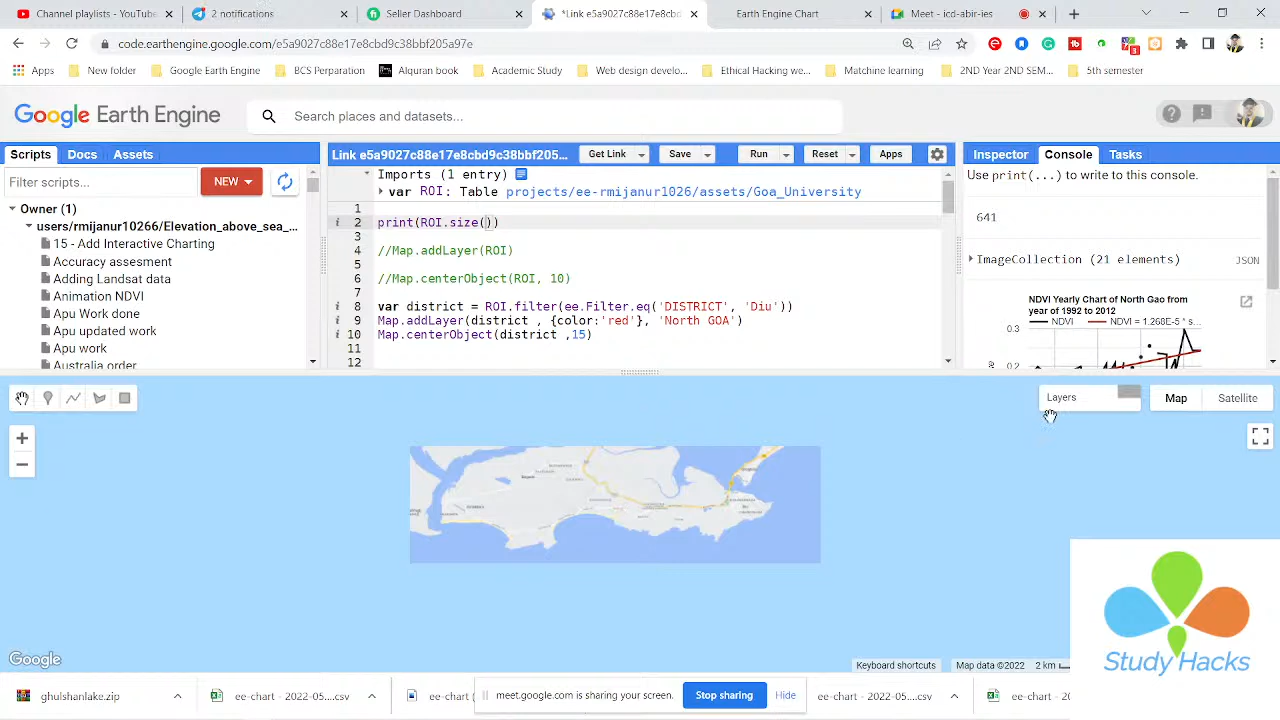 Channel playlists - YouTube
2 notifications
Seller Dashboard
*Link e5a9027c88e17e8cbd
Earth Engine Chart
Meet - icd-abir-ies
code.earthengine.google.com/e5a9027c88e17e8cbd9c38bb
Apps
New folder
Google Earth Engine
BCS Perparation
Alquran book
Academic Study
Web design develo...
Ethical Hacking we...
Matchine learning
2ND Year 2ND SEM...
5th semester
Google Earth Engine
Search places and datasets...
Scripts
Docs
Assets
Link e5a9027c88e17e8cbd9c38bbf205...
Get Link
Save
Run
Reset
Apps
Inspector
Console
Tasks
Filter scripts...
NEW
Owner (1)
users/rmijanur10266/Elevation_above_sea_...
15 - Add Interactive Charting
Accuracy assesment
Adding Landsat data
Animation NDVI
Apu Work done
Apu updated work
Apu work
Australia order
Imports (1 entry)
var ROI: Table projects/ee-rmijanur1026/assets/Goa_University
1
2 print(ROI.size())
3
4 //Map.addLayer(ROI)
5
6 //Map.centerObject(ROI, 10)
7
8 var district = ROI.filter(ee.Filter.eq('DISTRICT', 'Diu'))
9 Map.addLayer(district , {color:'red'}, 'North GOA')
10 Map.centerObject(district ,15)
11
12
Use print(...) to write to this console.
641
ImageCollection (21 elements)
JSON
NDVI Yearly Chart of North Gao from
year of 1992 to 2012
NDVI
NDVI = 1.268E-5 * s...
0.3
0.2
Layers
Map
Satellite
Google
Keyboard shortcuts
Map data ©2022
2 km
Study Hacks
ghulshanlake.zip
ee-chart - 2022-05....csv
ee-chart
meet.google.com is sharing your screen.
Stop sharing
Hide
ee-chart - 2022-05....csv
ee-chart - 20